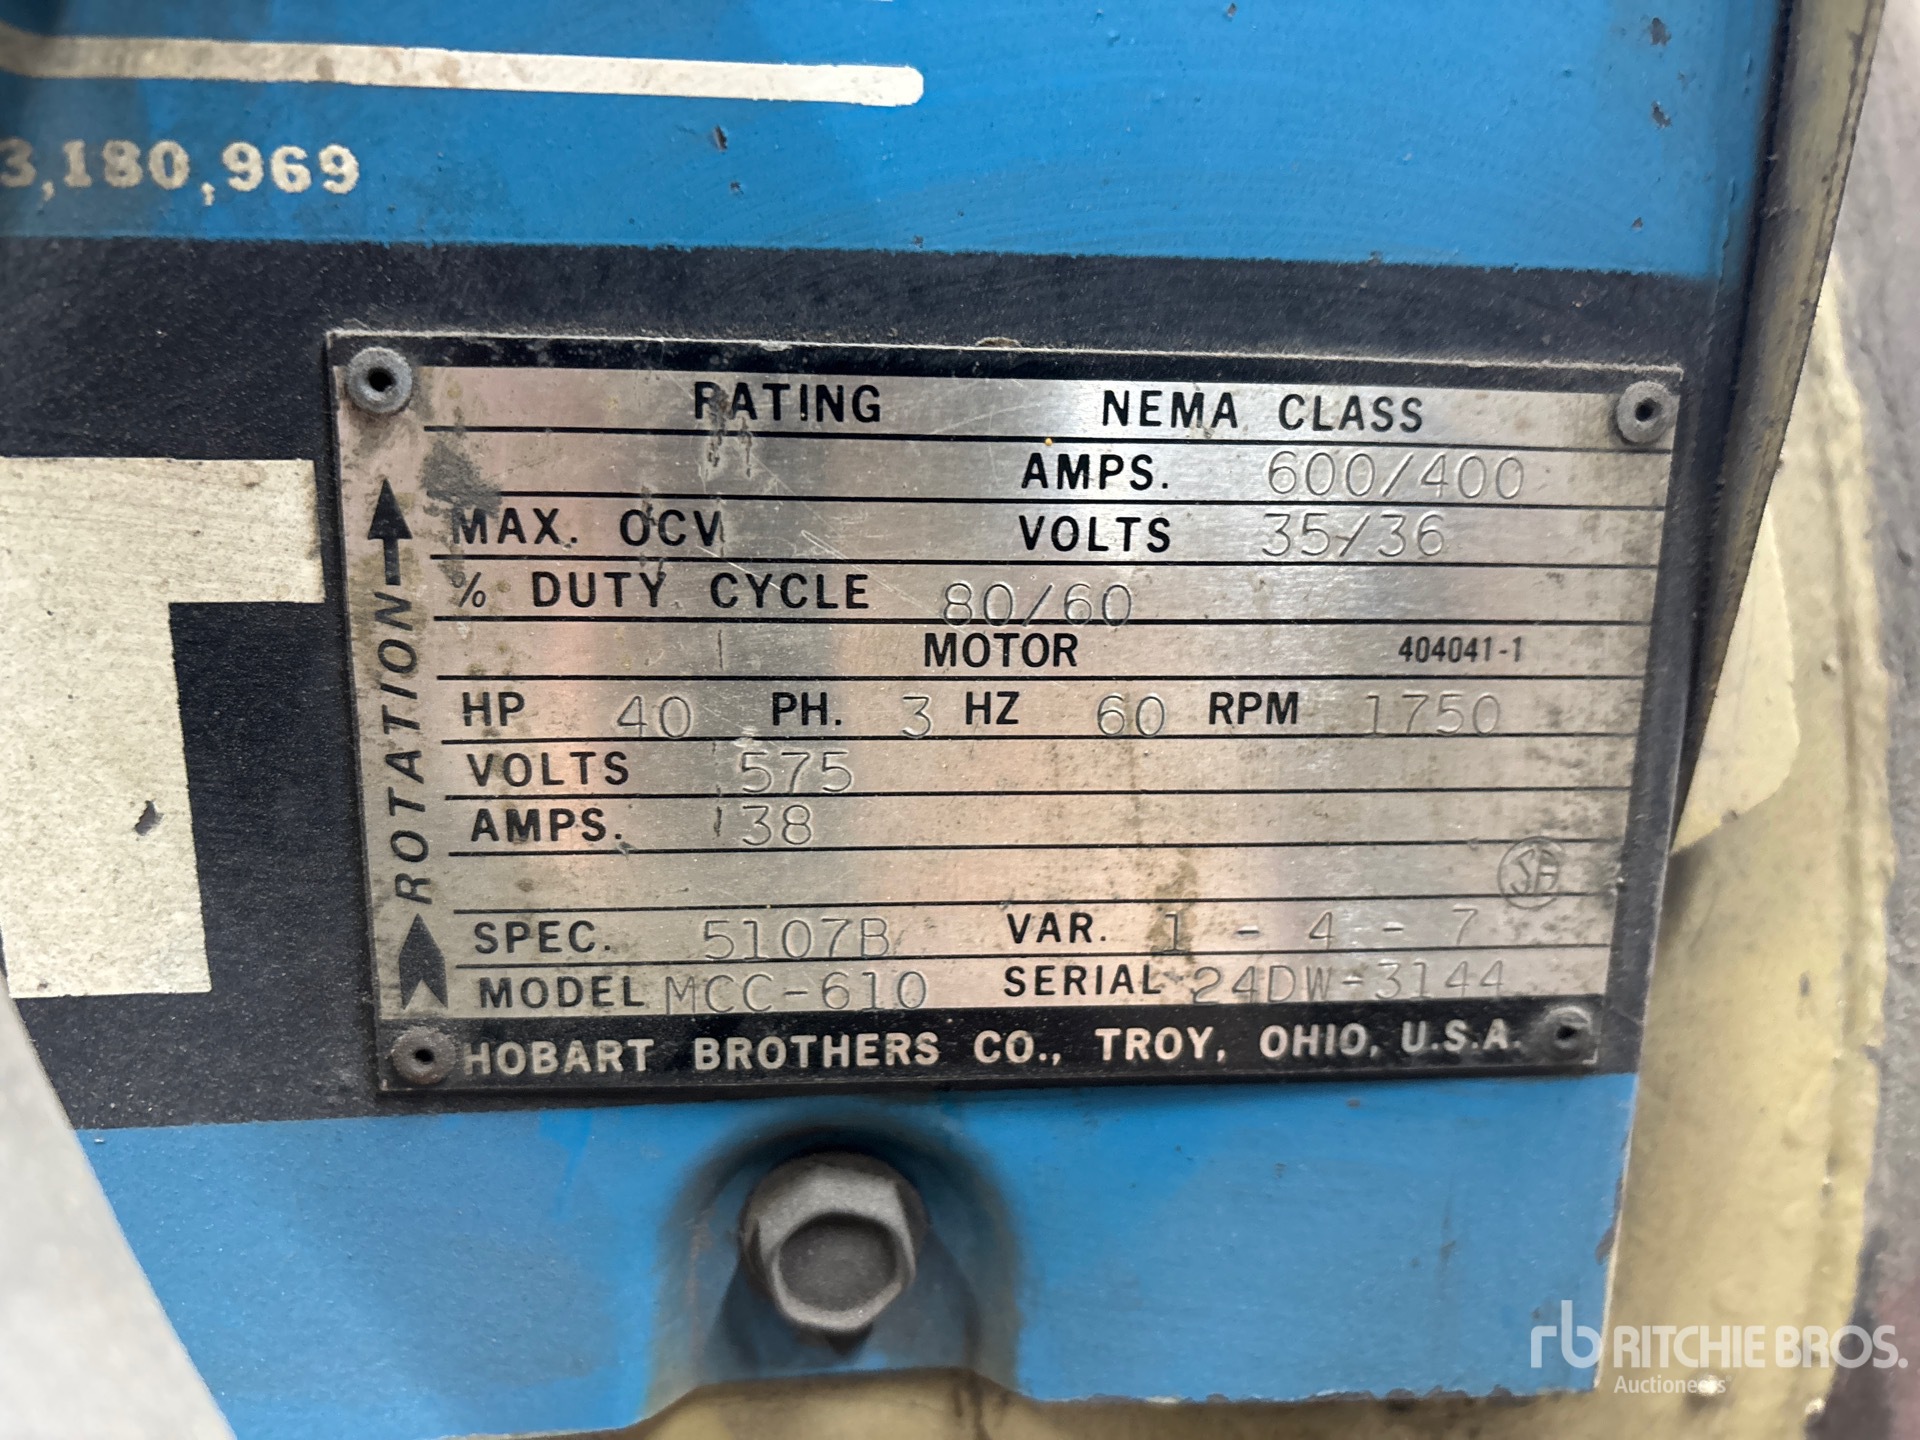 3,180,969
RATING NEMA CLASS
AMPS. 600/400
MAX. OCV VOLTS 35/36
% DUTY CYCLE 80/60
MOTOR 404041-1
HP 40 PH. 3 HZ 60 RPM 1750
VOLTS 575
AMPS. 38
SA
SPEC. 5107B VAR. 1 - 4 - 7
MODEL MCC-610 SERIAL 24DW-3144
HOBART BROTHERS CO., TROY, OHIO, U.S.A.
ROTATION
rb RITCHIE BROS.
Auctioneers